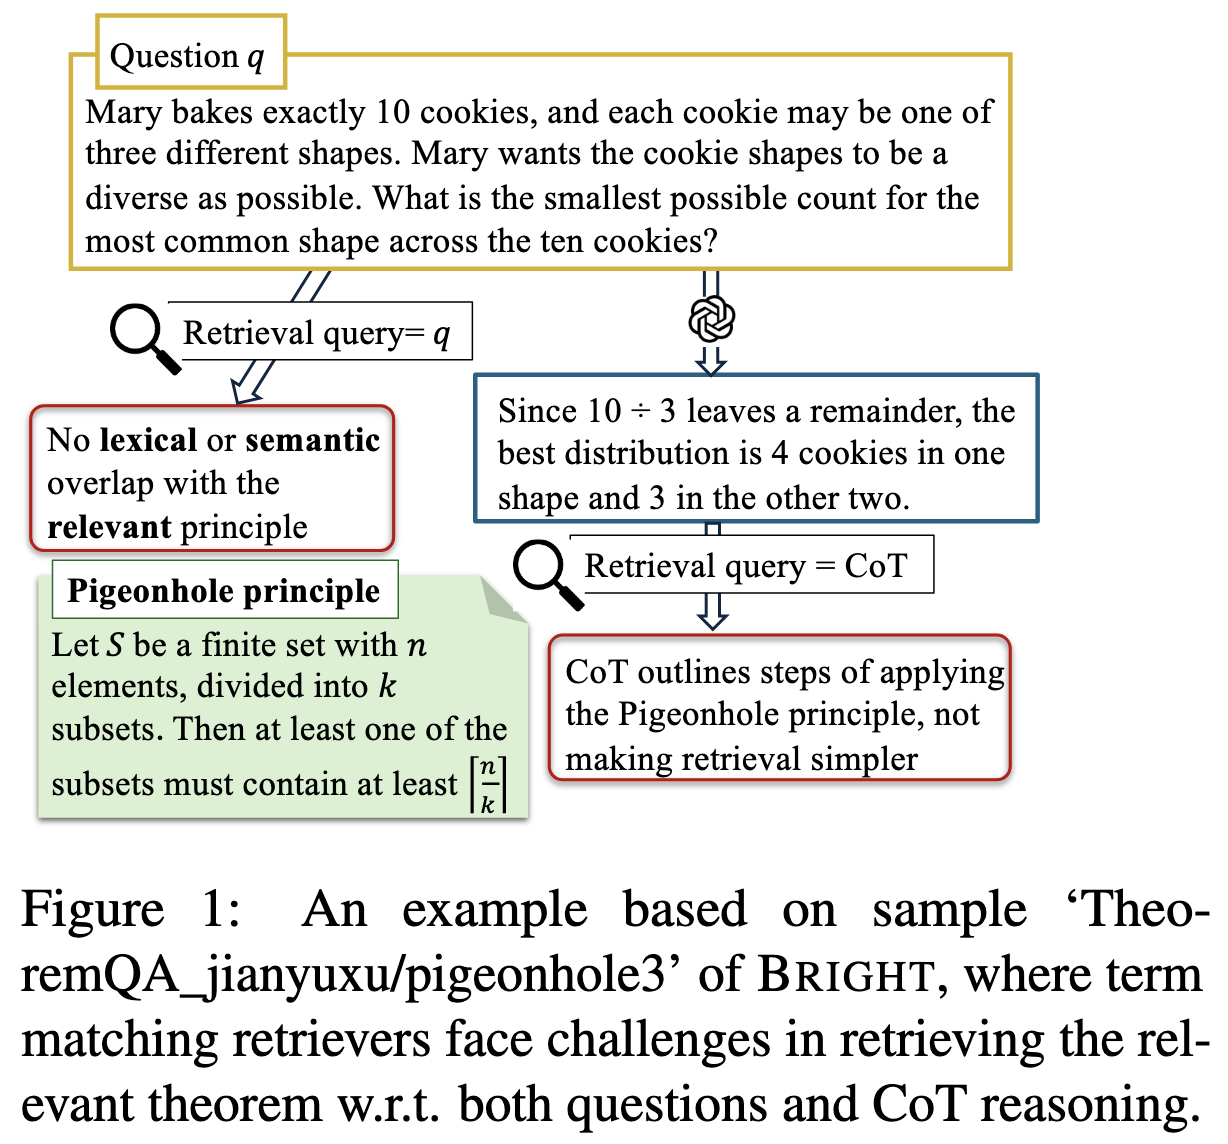 Question q
Mary bakes exactly 10 cookies, and each cookie may be one of
three different shapes. Mary wants the cookie shapes to be a
diverse as possible. What is the smallest possible count for the
most common shape across the ten cookies?
Retrieval query= q
No lexical or semantic
overlap with the
relevant principle
Since 10 ÷ 3 leaves a remainder, the
best distribution is 4 cookies in one
shape and 3 in the other two.
Retrieval query = CoT
Pigeonhole principle
Let S be a finite set with n
elements, divided into k
subsets. Then at least one of the
subsets must contain at least ⌈n/k⌉
CoT outlines steps of applying
the Pigeonhole principle, not
making retrieval simpler
Figure 1: An example based on sample ‘Theo-
remQA_jianyuxu/pigeonhole3’ of BRIGHT, where term
matching retrievers face challenges in retrieving the rel-
evant theorem w.r.t. both questions and CoT reasoning.